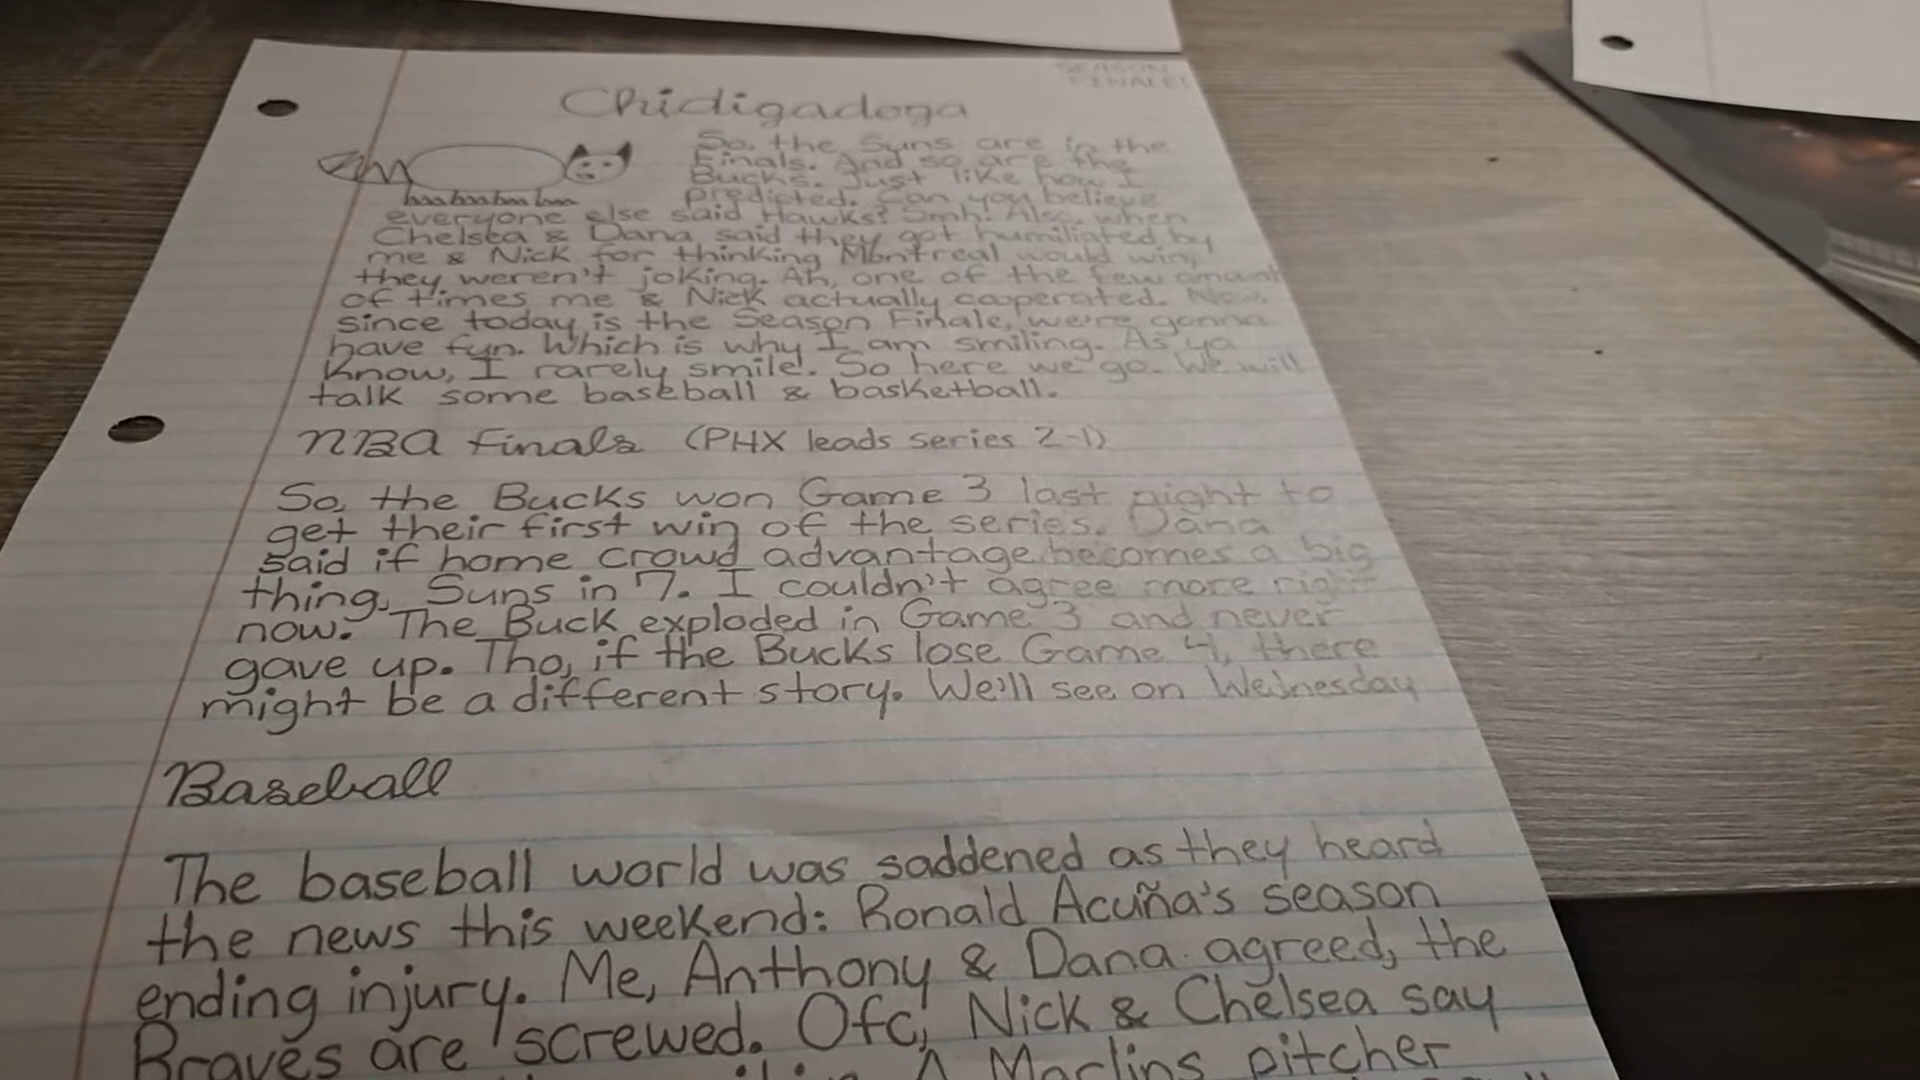 SEASON
FINALE!
Chidigadoga
So, the Suns are in the
Finals. And so are the
Bucks. Just like how I
predicted. Can you believe
everyone else said Hawks? Smh! Also, when
Chelsea & Dana said they got humiliated by
me & Nick for thinking Montreal would win,
they weren't joking. Ah, one of the few amount
of times me & Nick actually cooperated. Now,
since today is the Season Finale, we're gonna
have fun. Which is why I am smiling. As ya
know, I rarely smile. So here we go. We will
talk some baseball & basketball.
NBA Finals (PHX leads series 2-1)
So, the Bucks won Game 3 last night to
get their first win of the series. Dana
said if home crowd advantage becomes a big
thing, Suns in 7. I couldn't agree more right
now. The Buck exploded in Game 3 and never
gave up. Tho, if the Bucks lose Game 4, there
might be a different story. We'll see on Wednesday
Baseball
The baseball world was saddened as they heard
the news this weekend: Ronald Acuña's season
ending injury. Me, Anthony & Dana agreed, the
Braves are screwed. Ofc, Nick & Chelsea say
A Marlins pitcher